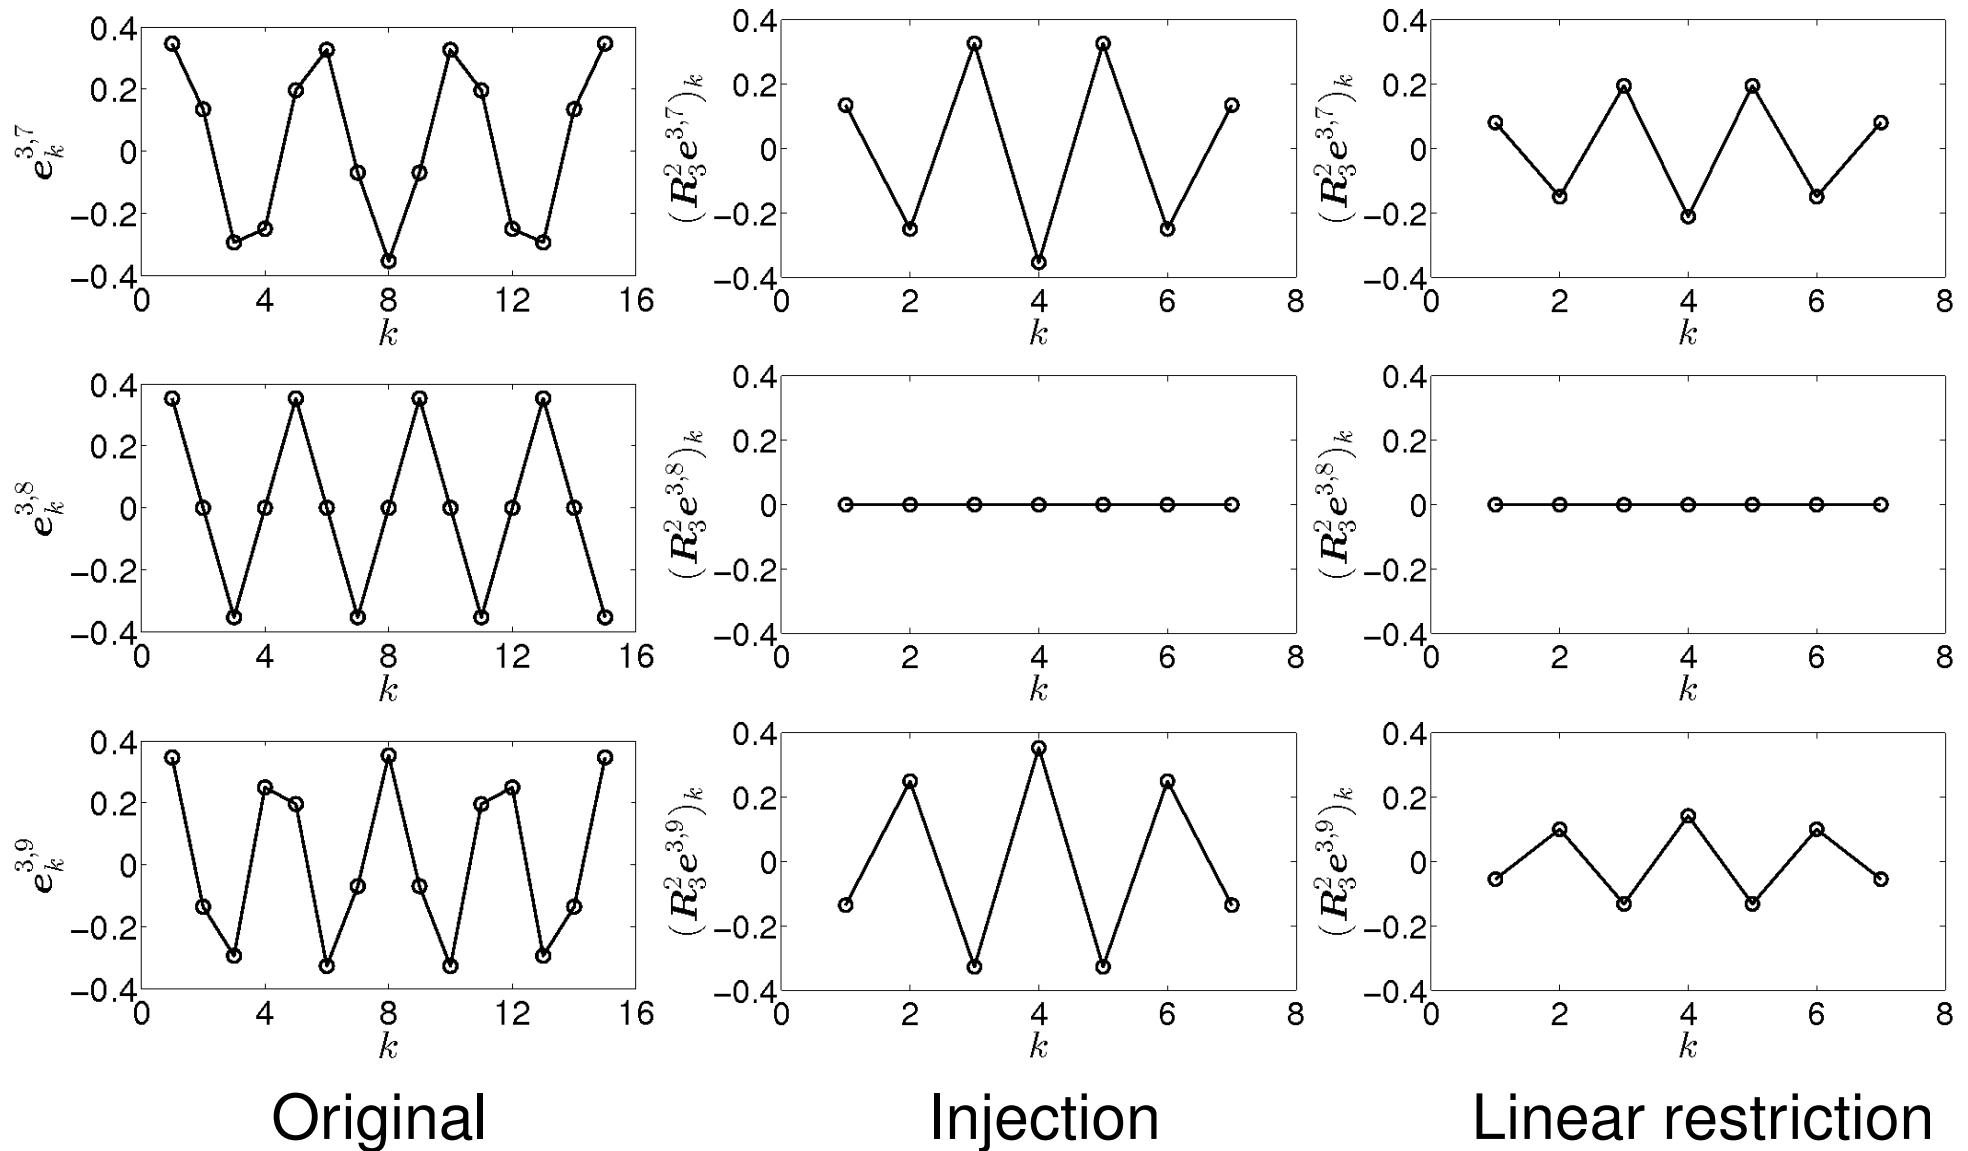 0.4 0.2 0 −0.2 −0.4
0 4 8 12 16
k
e_k^{3,7}
0.4 0.2 0 −0.2 −0.4
0 2 4 6 8
k
(R_3^2 e^{3,7})_k
0.4 0.2 0 −0.2 −0.4
0 2 4 6 8
k
(R_3^2 e^{3,7})_k
0.4 0.2 0 −0.2 −0.4
0 4 8 12 16
k
e_k^{3,8}
0.4 0.2 0 −0.2 −0.4
0 2 4 6 8
k
(R_3^2 e^{3,8})_k
0.4 0.2 0 −0.2 −0.4
0 2 4 6 8
k
(R_3^2 e^{3,8})_k
0.4 0.2 0 −0.2 −0.4
0 4 8 12 16
k
e_k^{3,9}
0.4 0.2 0 −0.2 −0.4
0 2 4 6 8
k
(R_3^2 e^{3,9})_k
0.4 0.2 0 −0.2 −0.4
0 2 4 6 8
k
(R_3^2 e^{3,9})_k
Original
Injection
Linear restriction